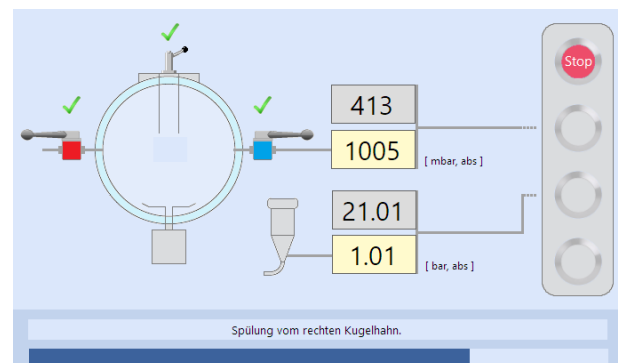 Stop
413
1005
[ mbar, abs ]
21.01
1.01
[ bar, abs ]
Spülung vom rechten Kugelhahn.